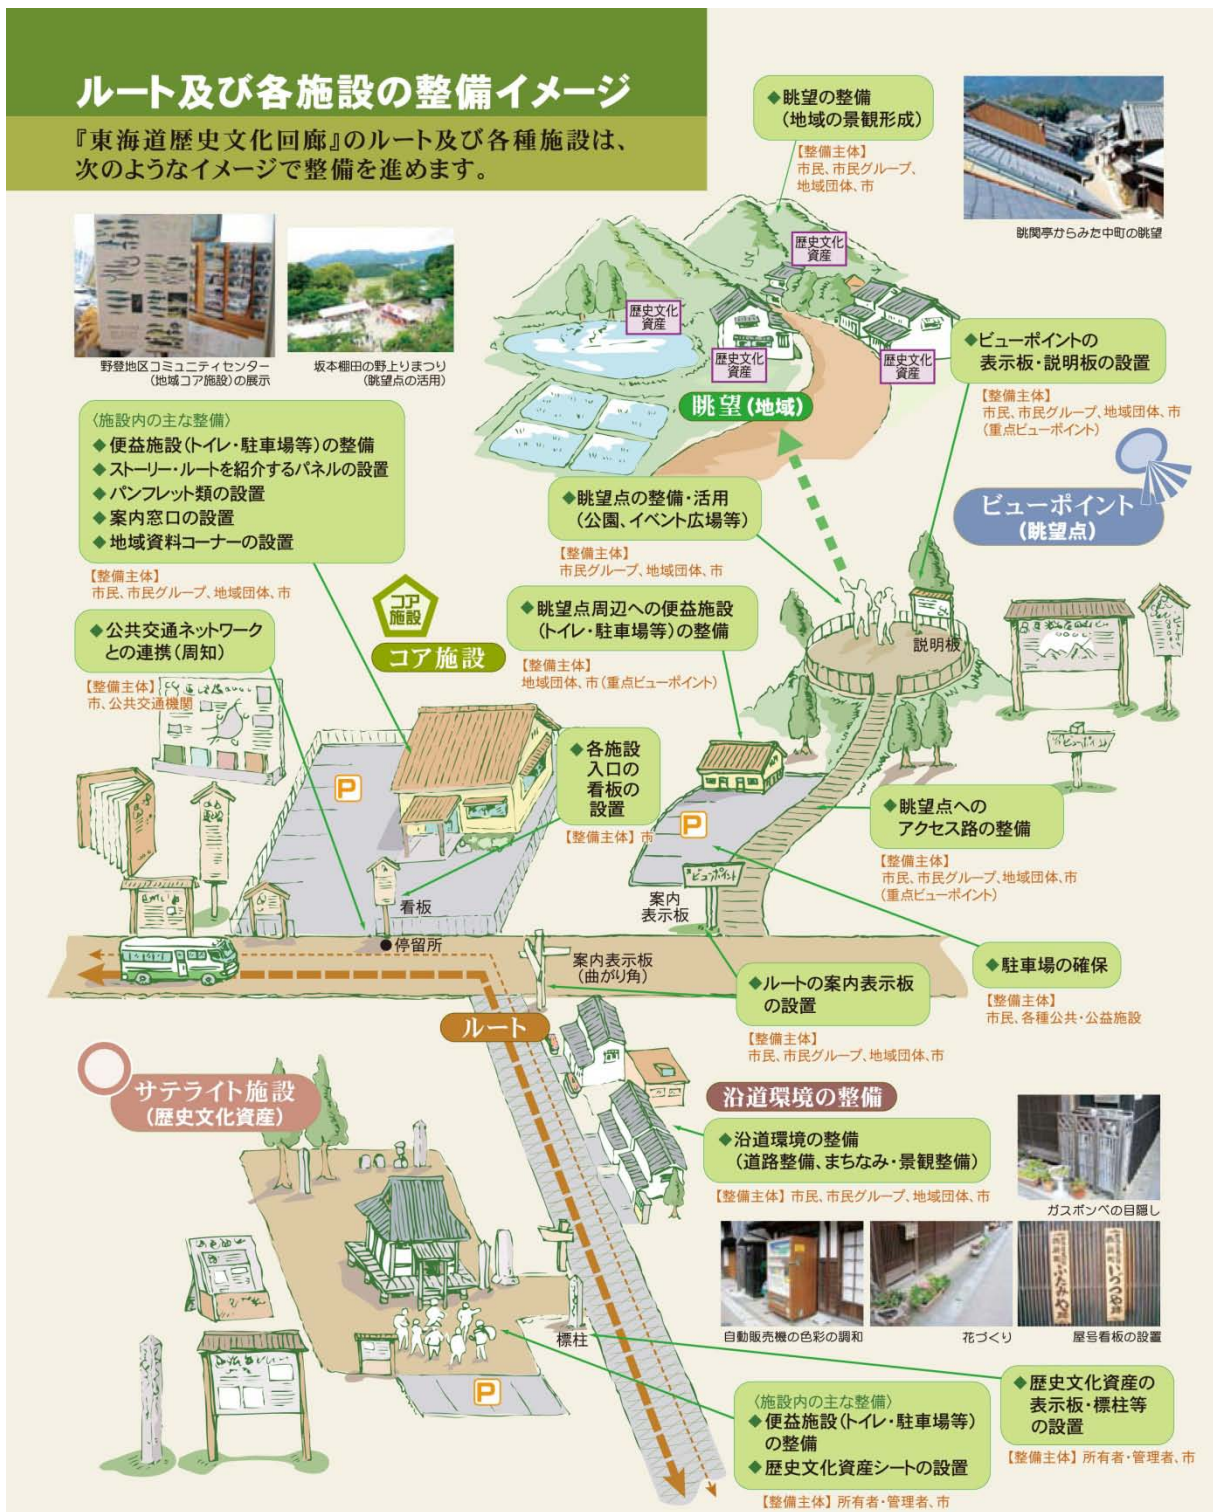 ルート及び各施設の整備イメージ
『東海道歴史文化回廊』のルート及び各種施設は、
次のようなイメージで整備を進めます。
◆眺望の整備
(地域の景観形成)
【整備主体】
市民、市民グループ、
地域団体、市
眺関亭からみた中町の眺望
野登地区コミュニティセンター
(地域コア施設)の展示
坂本棚田の野上りまつり
(眺望点の活用)
歴史文化
資産
歴史文化
資産
歴史文化
資産
歴史文化
資産
眺望(地域)
◆ビューポイントの
表示板・説明板の設置
【整備主体】
市民、市民グループ、地域団体、市
(重点ビューポイント)
ビューポイント
(眺望点)
〈施設内の主な整備〉
◆便益施設(トイレ・駐車場等)の整備
◆ストーリー・ルートを紹介するパネルの設置
◆パンフレット類の設置
◆案内窓口の設置
◆地域資料コーナーの設置
【整備主体】
市民、市民グループ、地域団体、市
◆眺望点の整備・活用
(公園、イベント広場等)
【整備主体】
市民グループ、地域団体、市
コア
施設
コア施設
◆眺望点周辺への便益施設
(トイレ・駐車場等)の整備
【整備主体】
地域団体、市(重点ビューポイント)
説明板
◆公共交通ネットワーク
との連携(周知)
【整備主体】
市、公共交通機関
◆各施設
入口の
看板の
設置
【整備主体】市
P
P
◆眺望点への
アクセス路の整備
【整備主体】
市民、市民グループ、地域団体、市
(重点ビューポイント)
ビューポイント
ビューポイント
看板
案内
表示板
●停留所
案内表示板
(曲がり角)
◆駐車場の確保
【整備主体】
市民、各種公共・公益施設
◆ルートの案内表示板
の設置
【整備主体】
市民、市民グループ、地域団体、市
ルート
サテライト施設
(歴史文化資産)
沿道環境の整備
◆沿道環境の整備
(道路整備、まちなみ・景観整備)
【整備主体】市民、市民グループ、地域団体、市
ガスボンベの目隠し
自動販売機の色彩の調和
花づくり
いたみや跡
いつつや跡
屋号看板の設置
標柱
P
〈施設内の主な整備〉
◆便益施設(トイレ・駐車場等)
の整備
◆歴史文化資産シートの設置
【整備主体】所有者・管理者、市
◆歴史文化資産の
表示板・標柱等
の設置
【整備主体】所有者・管理者、市